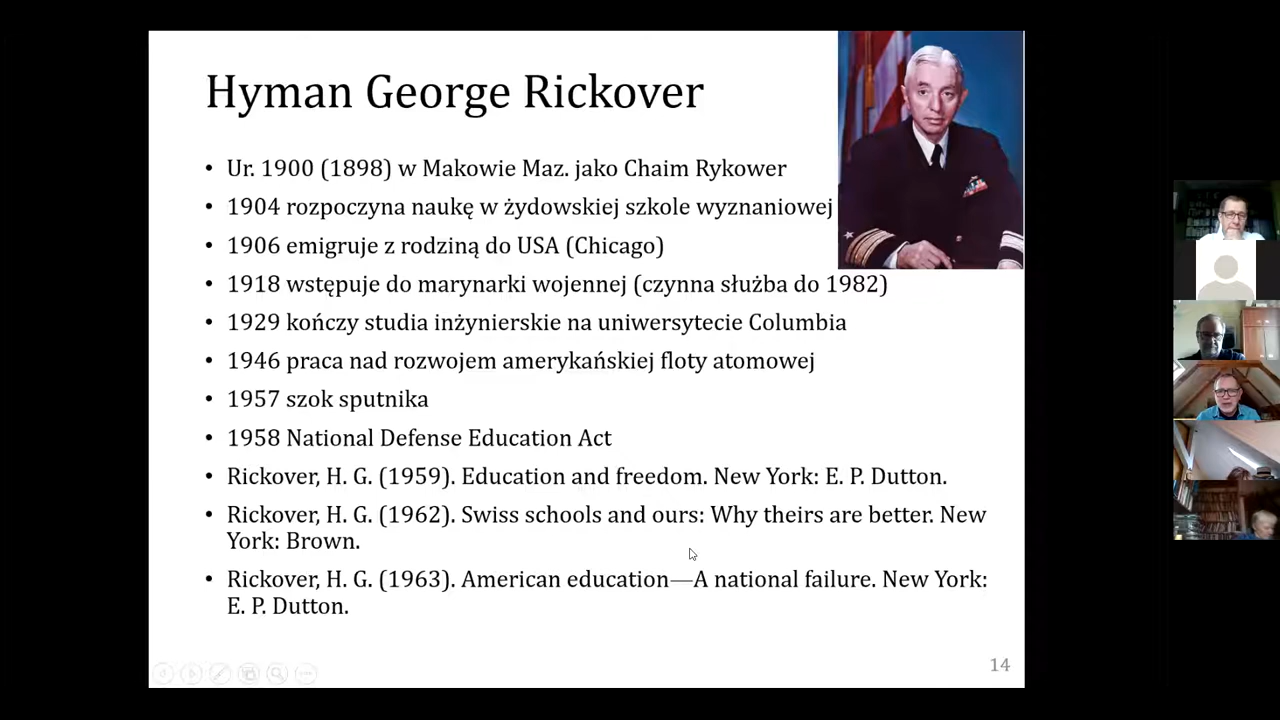 Hyman George Rickover
• Ur. 1900 (1898) w Makowie Maz. jako Chaim Rykower
• 1904 rozpoczyna naukę w żydowskiej szkole wyznaniowej
• 1906 emigruje z rodziną do USA (Chicago)
• 1918 wstępuje do marynarki wojennej (czynna służba do 1982)
• 1929 kończy studia inżynierskie na uniwersytecie Columbia
• 1946 praca nad rozwojem amerykańskiej floty atomowej
• 1957 szok sputnika
• 1958 National Defense Education Act
• Rickover, H. G. (1959). Education and freedom. New York: E. P. Dutton.
• Rickover, H. G. (1962). Swiss schools and ours: Why theirs are better. New
York: Brown.
• Rickover, H. G. (1963). American education—A national failure. New York:
E. P. Dutton.
14